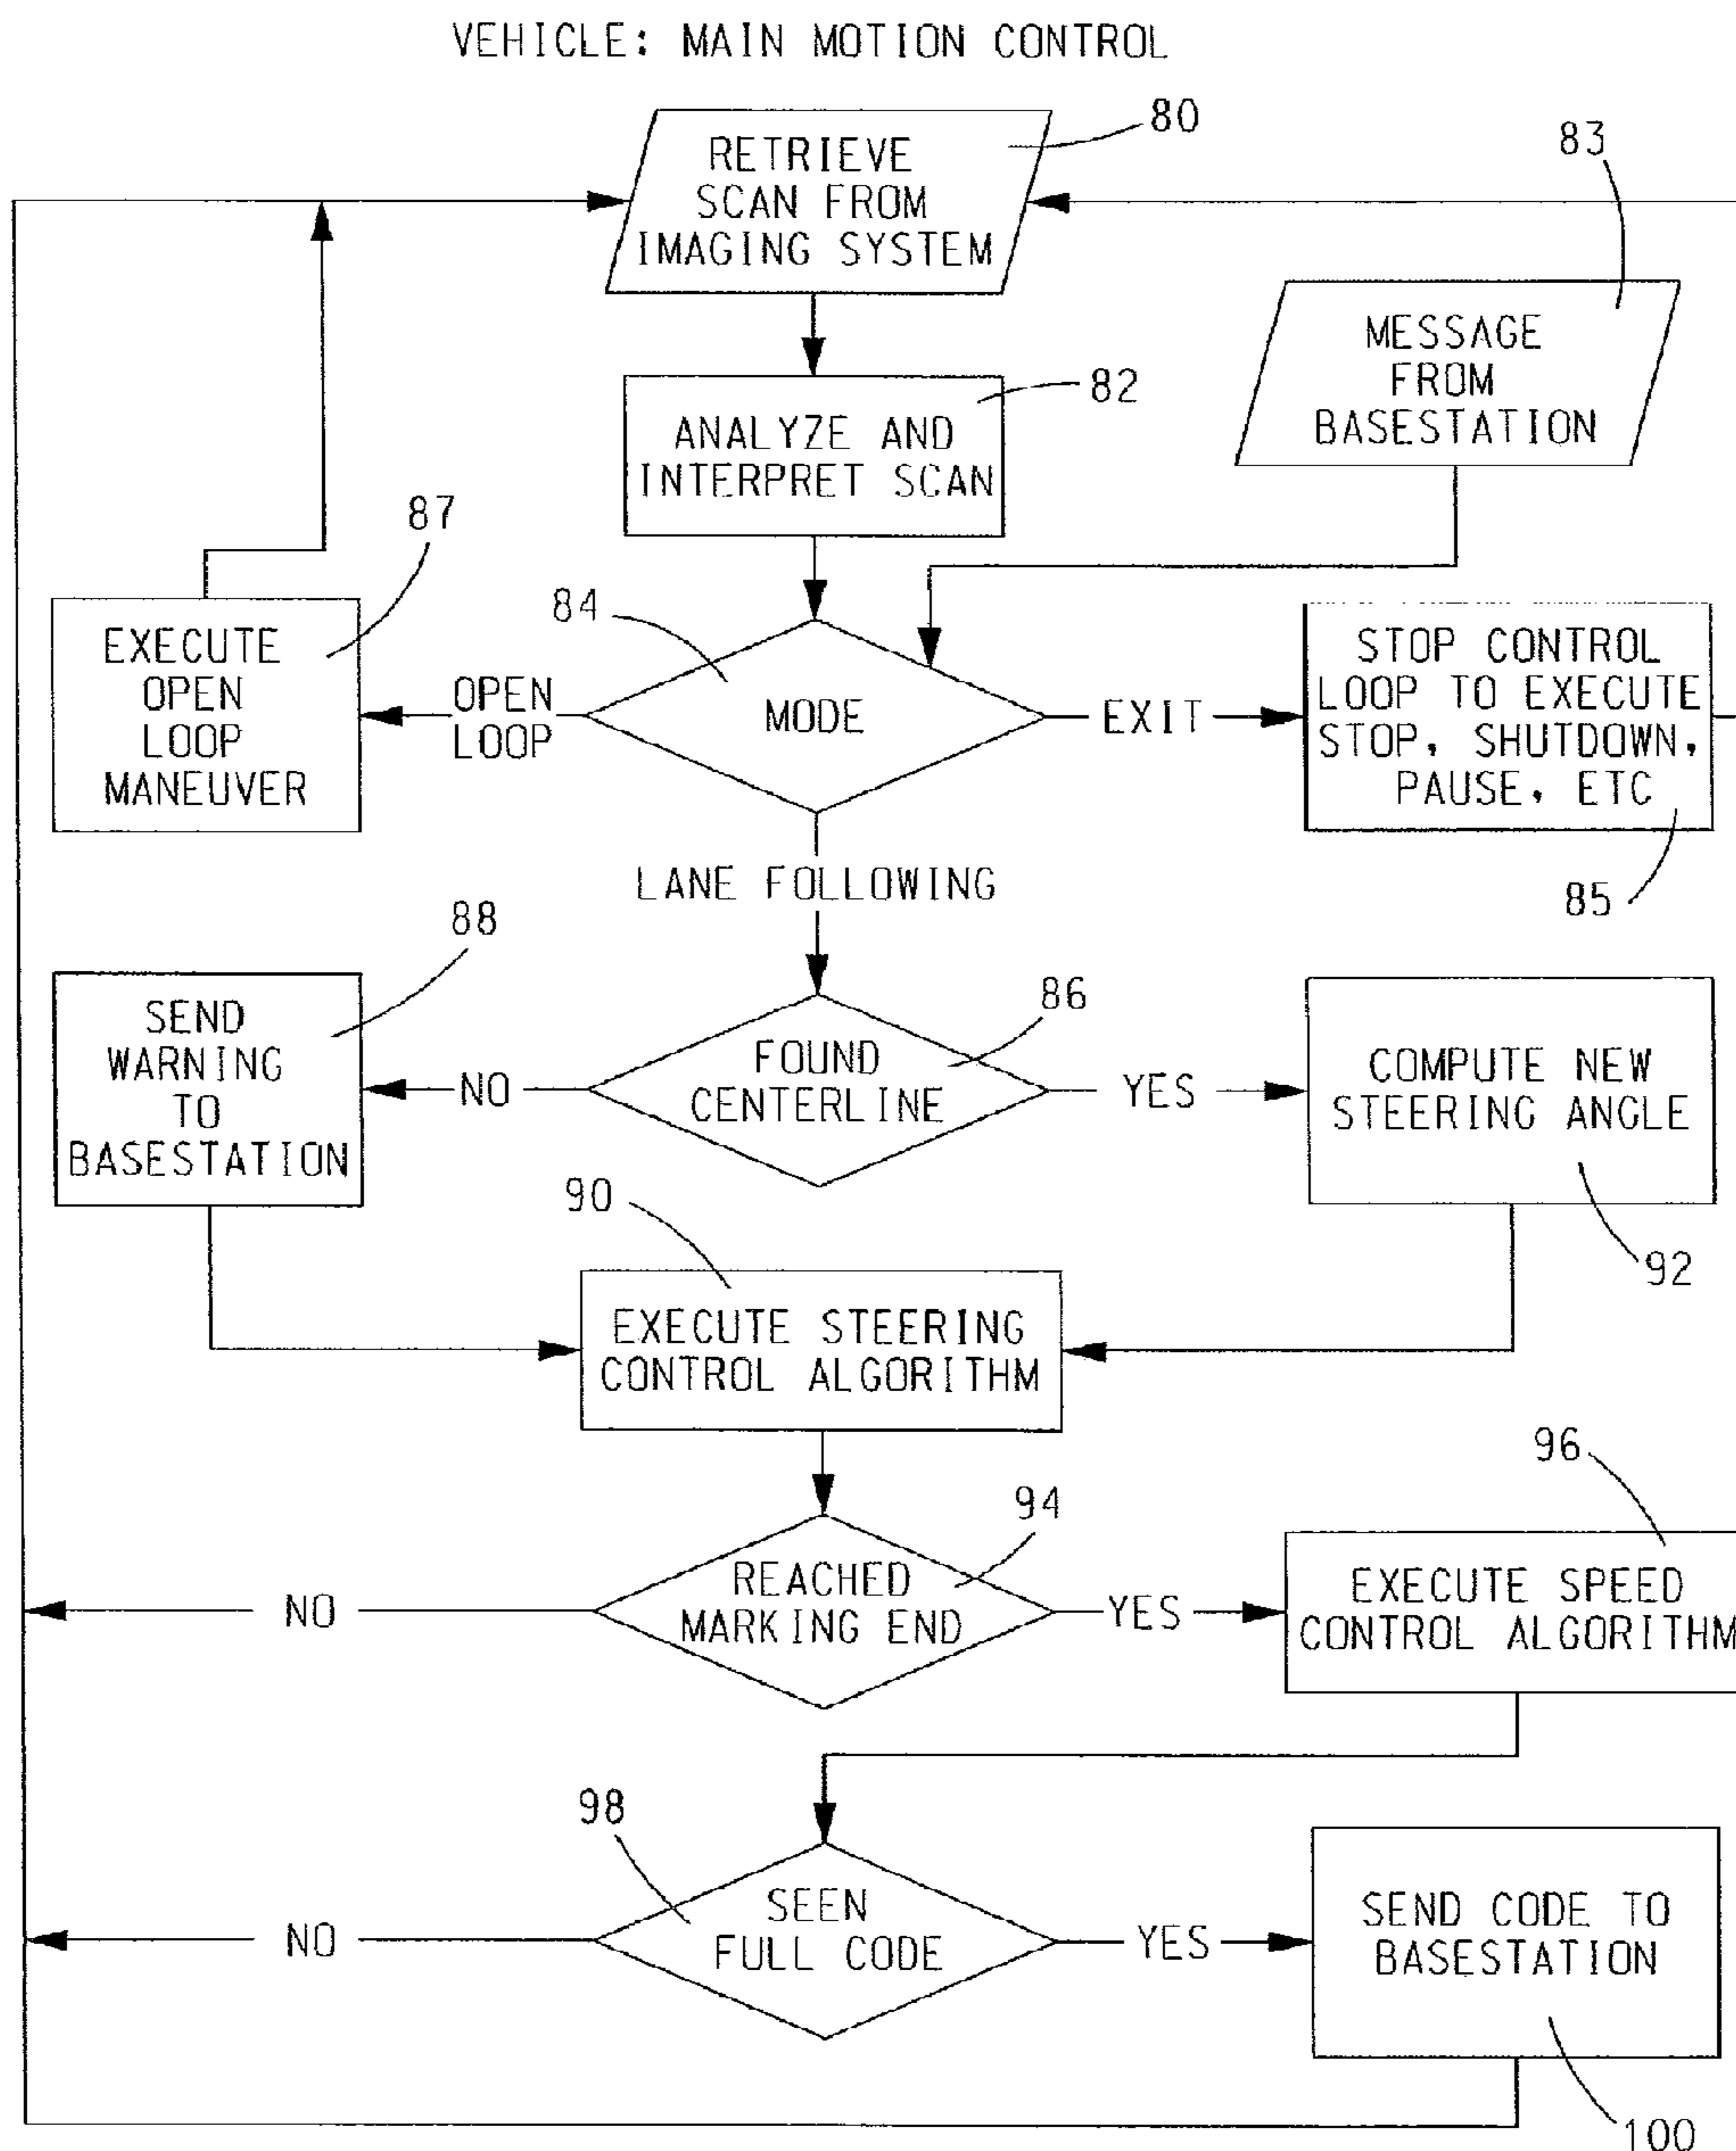 VEHICLE: MAIN MOTION CONTROL
80
RETRIEVE
SCAN FROM
IMAGING SYSTEM
83
MESSAGE
FROM
BASESTATION
82
ANALYZE AND
INTERPRET SCAN
87
EXECUTE
OPEN
LOOP
MANEUVER
OPEN
LOOP
84
MODE
EXIT
STOP CONTROL
LOOP TO EXECUTE
STOP, SHUTDOWN,
PAUSE, ETC
85
LANE FOLLOWING
88
SEND
WARNING
TO
BASESTATION
NO
86
FOUND
CENTERLINE
YES
COMPUTE NEW
STEERING ANGLE
92
90
EXECUTE STEERING
CONTROL ALGORITHM
94
REACHED
MARKING END
NO
YES
96
EXECUTE SPEED
CONTROL ALGORITHM
98
SEEN
FULL CODE
NO
YES
SEND CODE TO
BASESTATION
100